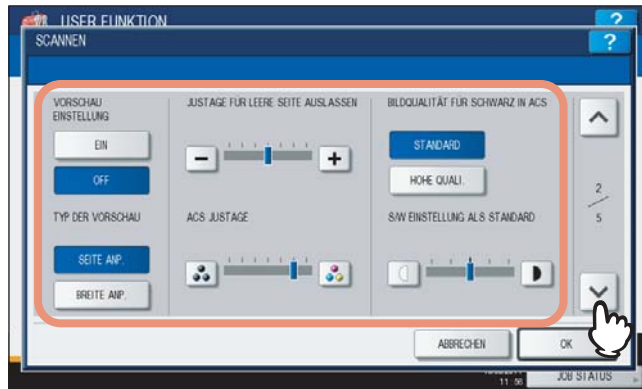 USER FUNKTION
?
SCANNEN
?
VORSCHAU
EINSTELLUNG
EIN
OFF
TYP DER VORSCHAU
SEITE ANP.
BREITE ANP.
JUSTAGE FÜR LEERE SEITE AUSLASSEN
- +
ACS JUSTAGE
BILDQUALITÄT FÜR SCHWARZ IN ACS
STANDARD
HOHE QUALI.
S/W EINSTELLUNG ALS STANDARD
2
5
ABBRECHEN
OK
11:56
JOB STATUS